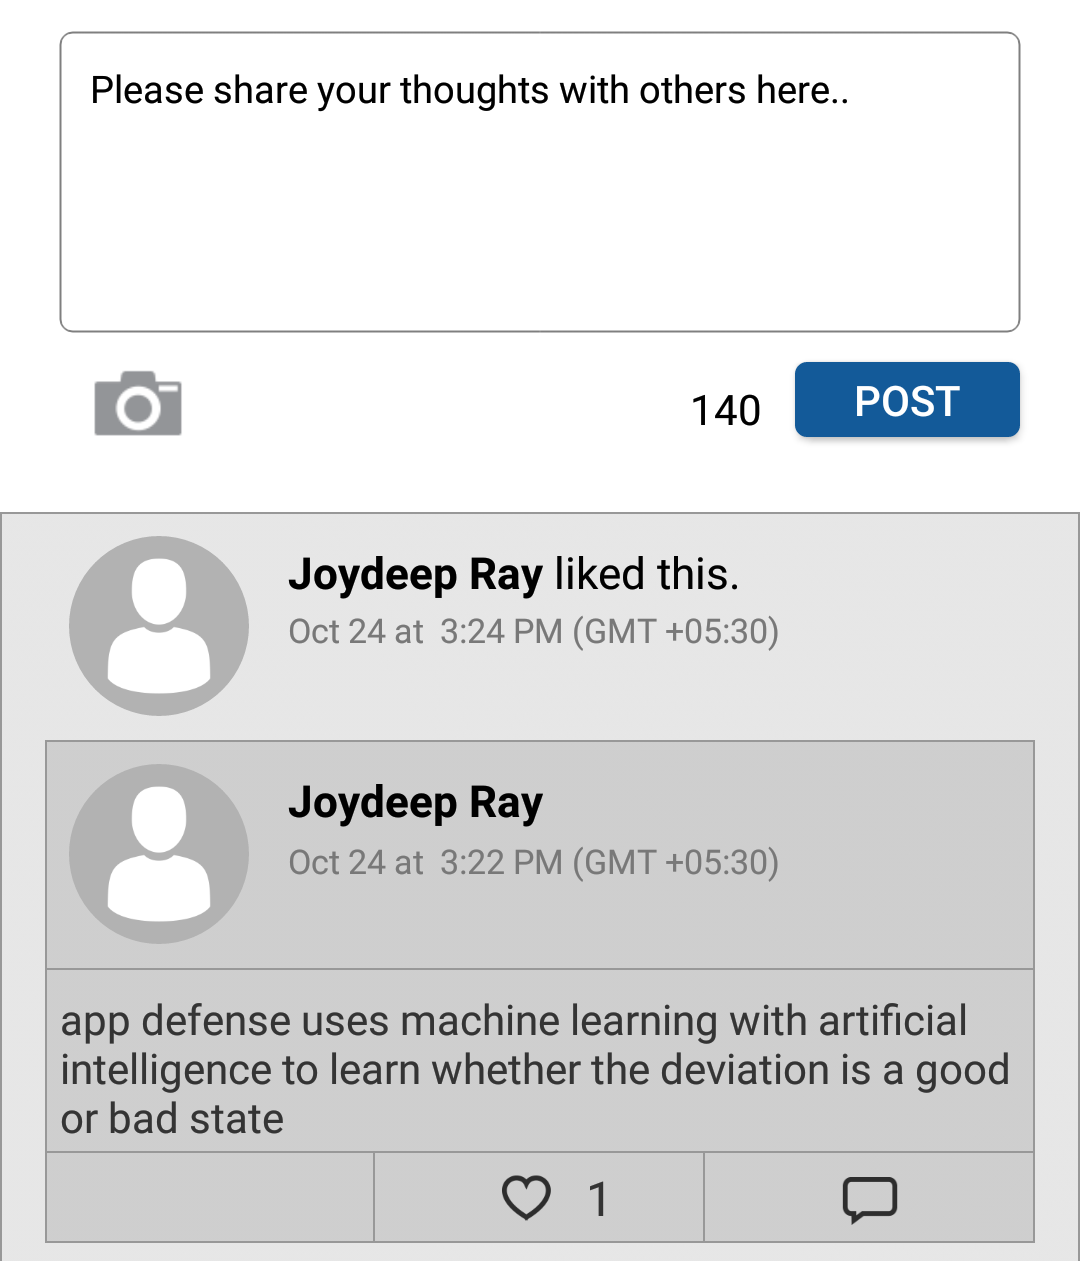 Please share your thoughts with others here..
140
POST
Joydeep Ray liked this.
Oct 24 at  3:24 PM (GMT +05:30)
Joydeep Ray
Oct 24 at  3:22 PM (GMT +05:30)
app defense uses machine learning with artificial
intelligence to learn whether the deviation is a good
or bad state
1